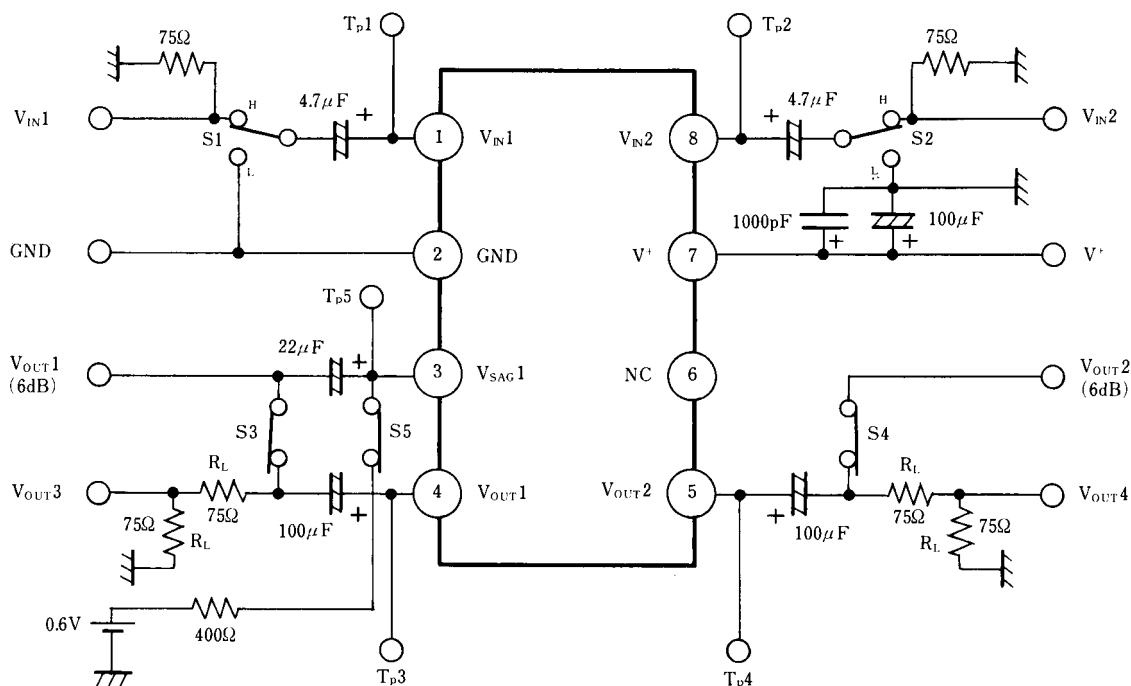 Tp1
Tp2
75Ω
75Ω
VIN1
H
S1
L
4.7μF
+
1
VIN1
VIN2
8
+
4.7μF
H
S2
L
VIN2
1000pF
+
100μF
+
GND
2
GND
V+
7
V+
Tp5
VOUT1
(6dB)
22μF
+
3
VSAG1
NC
6
VOUT2
(6dB)
S3
S5
S4
VOUT3
RL
75Ω
100μF
+
4
VOUT1
VOUT2
5
+
100μF
RL
75Ω
VOUT4
75Ω
RL
75Ω
RL
0.6V
400Ω
Tp3
Tp4